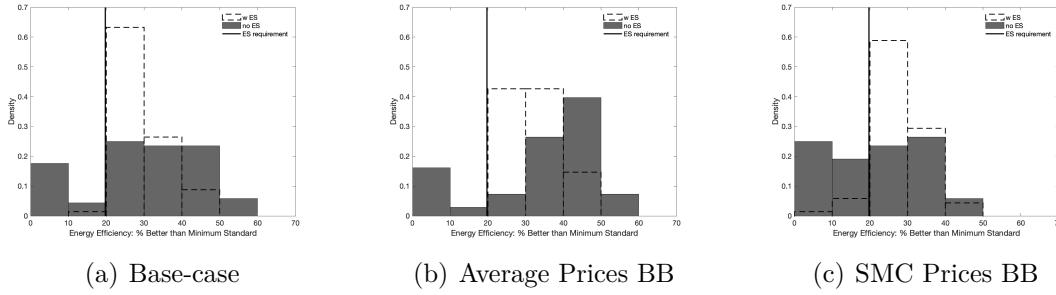 w ES
no ES
ES requirement
Density
0.7
0.6
0.5
0.4
0.3
0.2
0.1
0
0 10 20 30 40 50 60 70
Energy Efficiency: % Better than Minimum Standard
(a) Base-case
w ES
no ES
ES requirement
Density
0.7
0.6
0.5
0.4
0.3
0.2
0.1
0
0 10 20 30 40 50 60 70
Energy Efficiency: % Better than Minimum Standard
(b) Average Prices BB
w ES
no ES
ES requirement
Density
0.7
0.6
0.5
0.4
0.3
0.2
0.1
0
0 10 20 30 40 50 60 70
Energy Efficiency: % Better than Minimum Standard
(c) SMC Prices BB